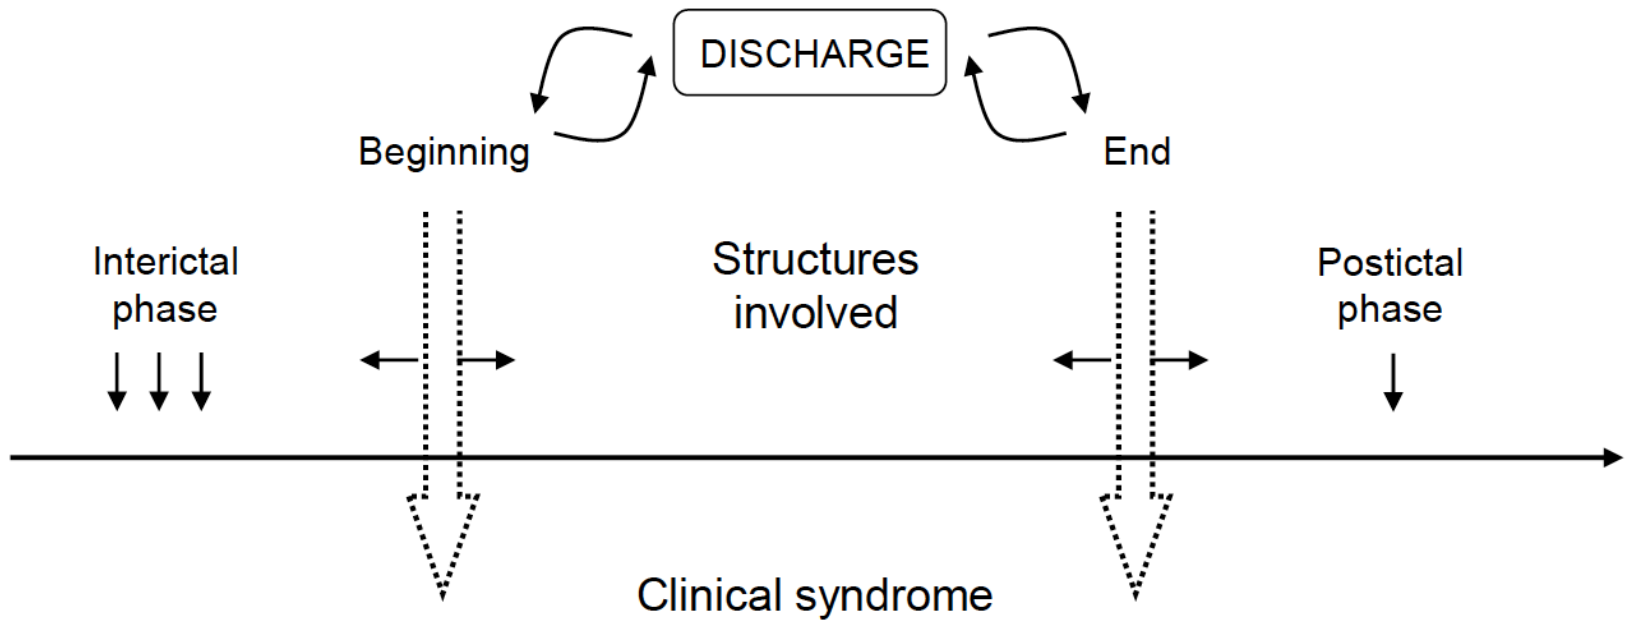 DISCHARGE
Beginning
End
Interictal
phase
Structures
involved
Postictal
phase
Clinical syndrome